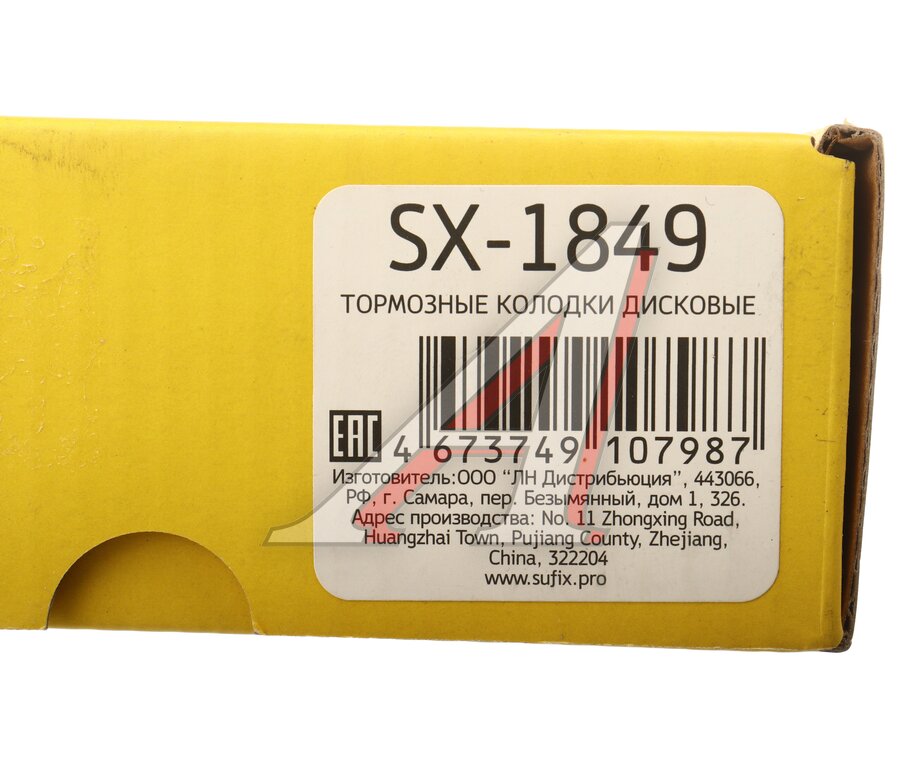 SX-1849
ТОРМОЗНЫЕ КОЛОДКИ ДИСКОВЫЕ
EAC
4 673749 107987
Изготовитель:ООО "ЛН Дистрибьюция", 443066,
РФ, г. Самара, пер. Безымянный, дом 1, 326.
Адрес производства: No. 11 Zhongxing Road,
Huangzhai Town, Pujiang County, Zhejiang,
China, 322204
www.sufix.pro